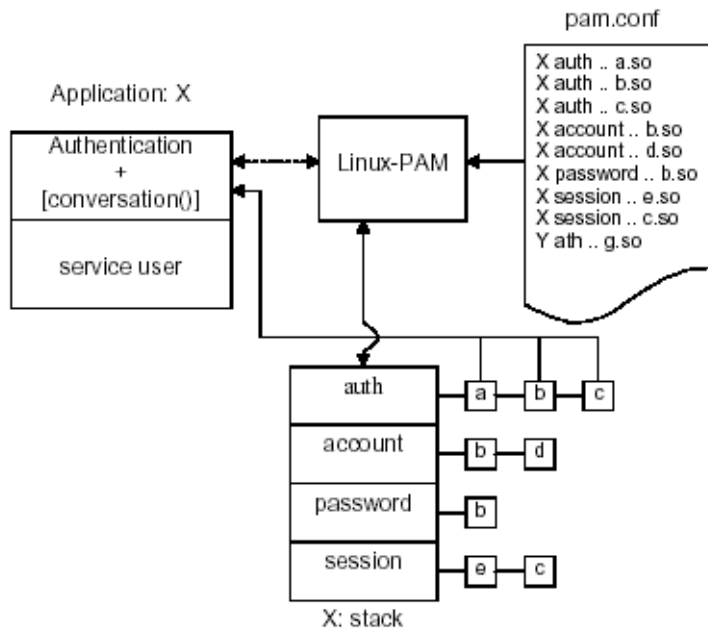 pam.conf
X auth .. a.so
X auth .. b.so
X auth .. c.so
X account .. b.so
X account .. d.so
X password .. b.so
X session .. e.so
X session .. c.so
Y ath .. g.so
Application: X
Authentication
+
[conversation()]
service user
Linux-PAM
auth
a
b
c
account
b
d
password
b
session
e
c
X: stack